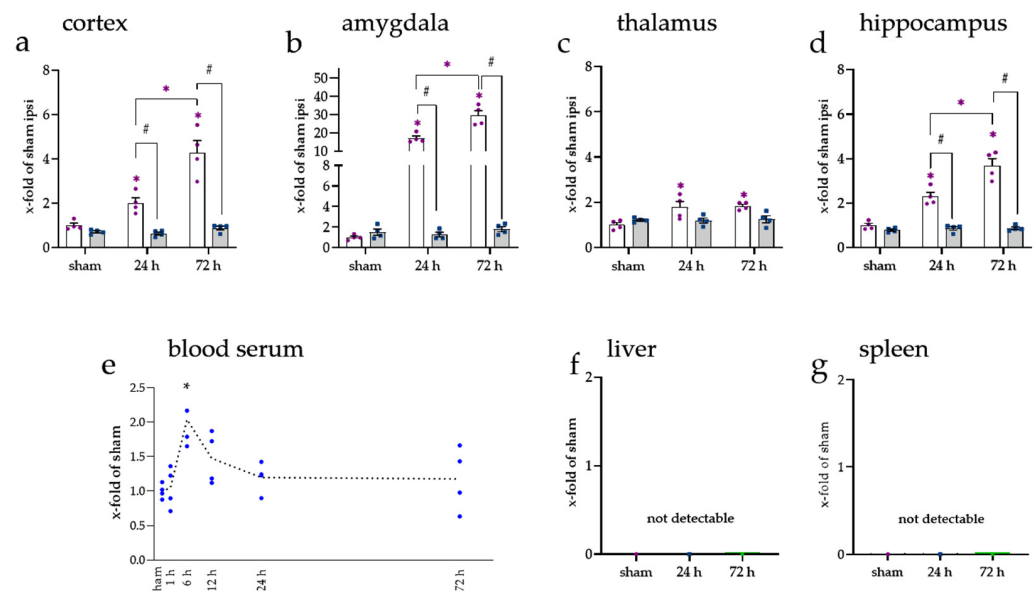 cortex
amygdala
thalamus
hippocampus
a
b
c
d
x-fold of sham ipsi
8
6
4
2
0
*
*
*
#
#
sham
24 h
72 h
x-fold of sham ipsi
50
40
30
20
10
8
6
4
2
0
*
*
*
#
#
sham
24 h
72 h
x-fold of sham ipsi
8
6
4
2
0
*
*
sham
24 h
72 h
x-fold of sham ipsi
8
6
4
2
0
*
*
*
#
#
sham
24 h
72 h
blood serum
liver
spleen
e
f
g
x-fold of sham
2.5
2.0
1.5
1.0
0.5
0.0
*
ham
1 h
6 h
12 h
24 h
72 h
x-fold of sham
2
1
0
not detectable
sham
24 h
72 h
x-fold of sham
2
1
0
not detectable
sham
24 h
72 h